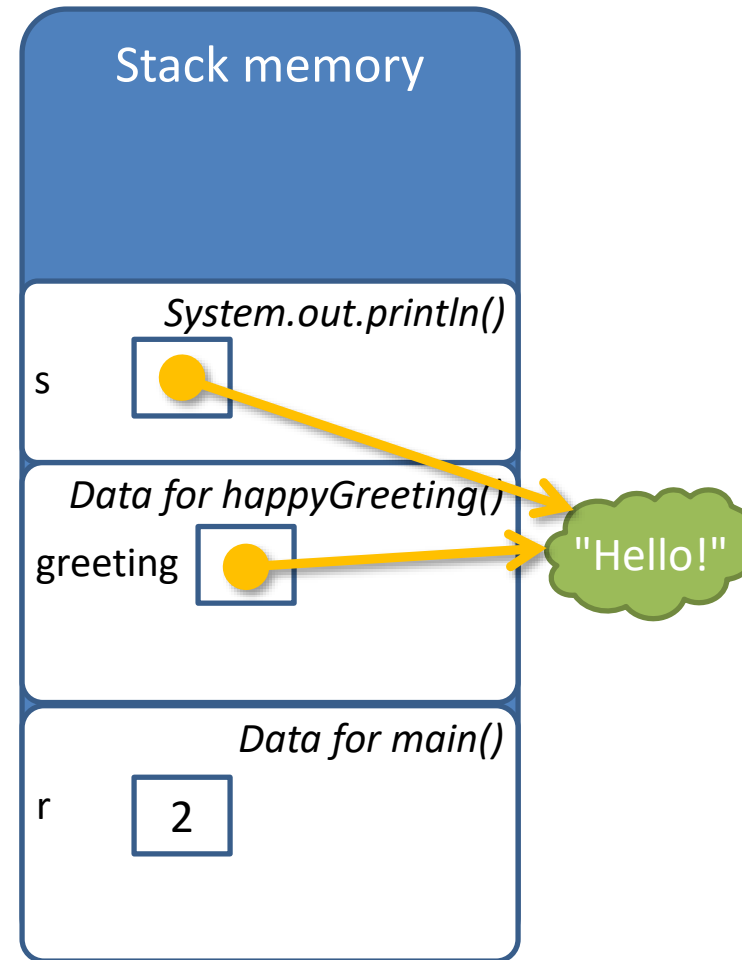 Stack memory
System.out.println()
s
Data for happyGreeting()
greeting
"Hello!"
Data for main()
r
2